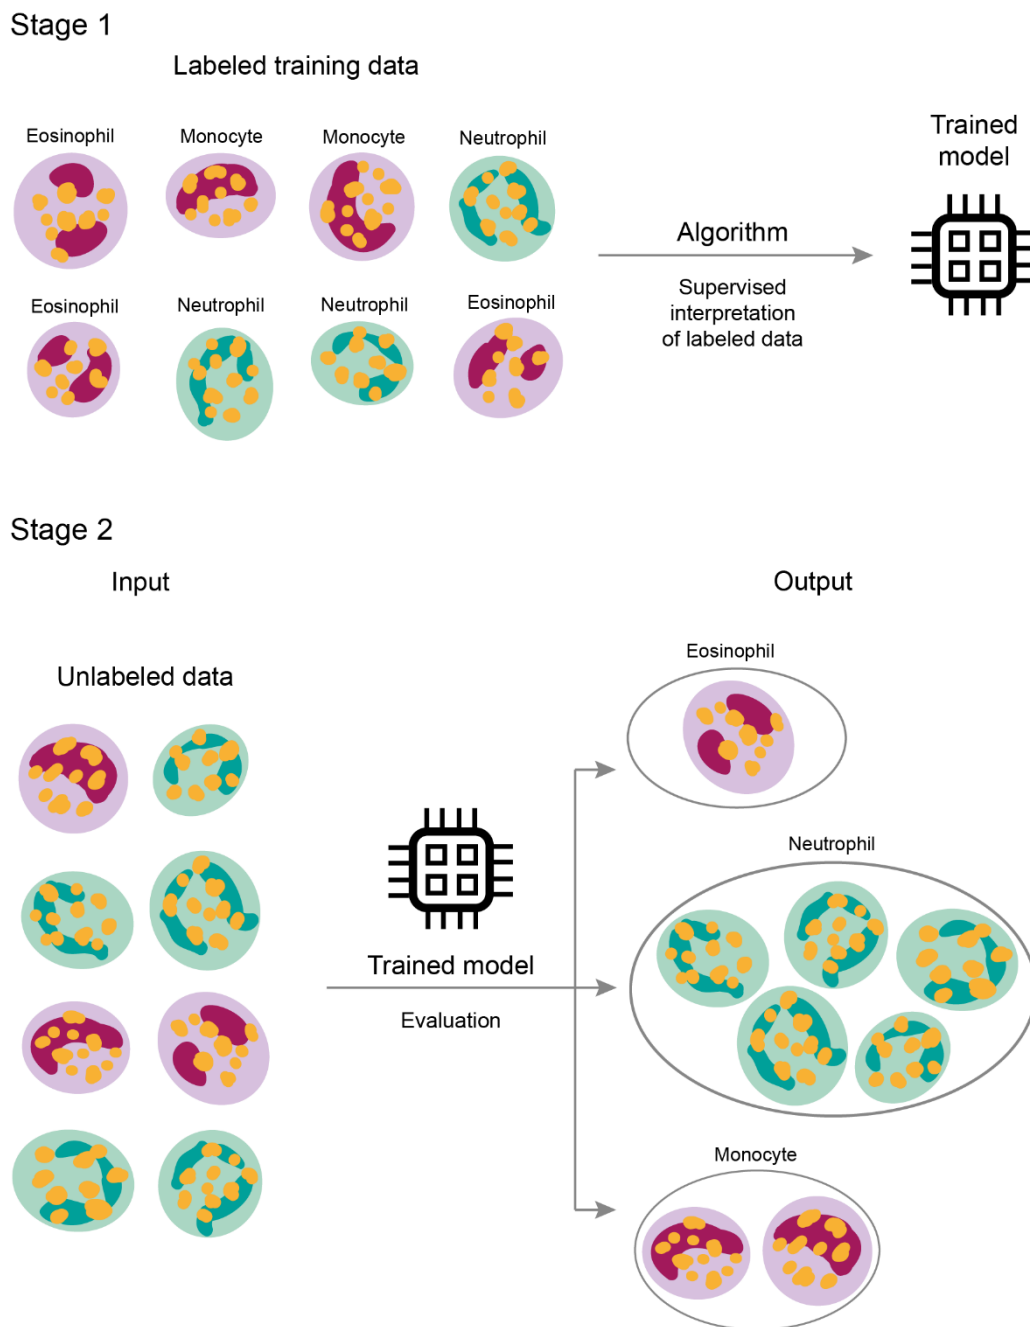 Stage 1
Labeled training data
Eosinophil
Monocyte
Monocyte
Neutrophil
Eosinophil
Neutrophil
Neutrophil
Eosinophil
Algorithm
Supervised
interpretation
of labeled data
Trained
model
Stage 2
Input
Unlabeled data
Trained model
Evaluation
Output
Eosinophil
Neutrophil
Monocyte